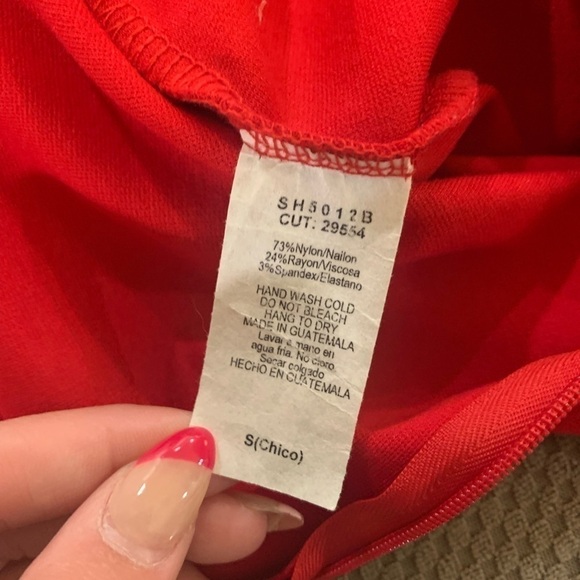 SH5012B
CUT: 29554
73%Nylon/Nailon
24%Rayon/Viscosa
3%Spandex/Elastano
HAND WASH COLD
DO NOT BLEACH
HANG TO DRY
MADE IN GUATEMALA
Lavar a mano en
agua fria. No cloro.
Secar colgado
HECHO EN GUATEMALA
S(Chico)